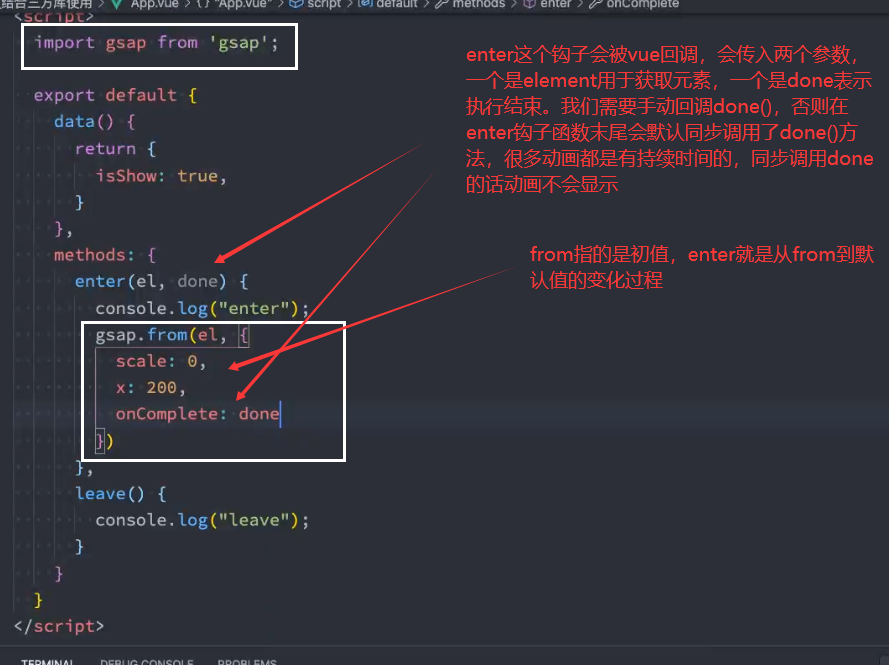 结合三方库使用 > App.vue > {} "App.vue" > script > default > methods > enter > onComplete
<script>
import gsap from 'gsap';
export default {
data() {
return {
isShow: true,
}
},
methods: {
enter(el, done) {
console.log("enter");
gsap.from(el, {
scale: 0,
x: 200,
onComplete: done
})
},
leave() {
console.log("leave");
}
}
}
</script>
enter这个钩子会被vue回调，会传入两个参数，
一个是element用于获取元素，一个是done表示
执行结束。我们需要手动回调done()，否则在
enter钩子函数末尾会默认同步调用了done()方
法，很多动画都是有持续时间的，同步调用done
的话动画不会显示
from指的是初值，enter就是从from到默
认值的变化过程
TERMINAL DEBUG CONSOLE PROBLEMS